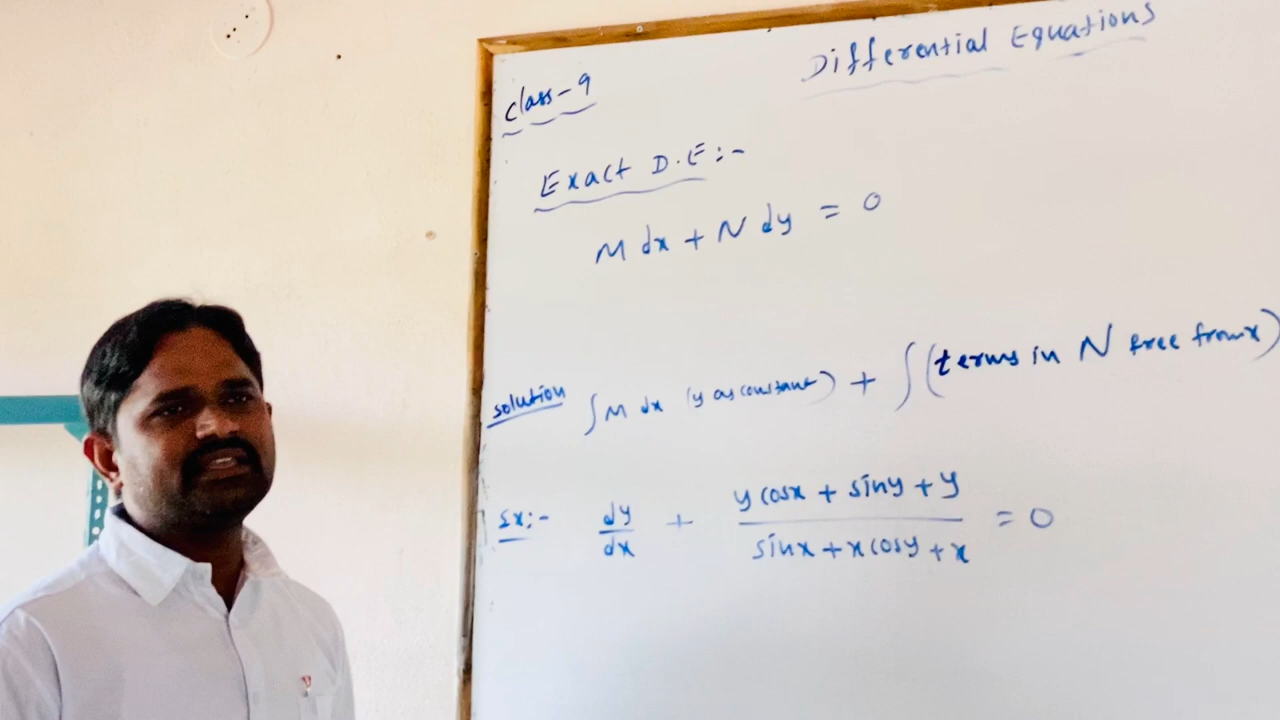 Differential Equations
class-9
Exact D.E:-
M dx + N dy = 0
solution ∫M dx (y as constant) + ∫(terms in N free from x)
Ex:- dy/dx + (y cosx + siny + y)/(sinx + x cosy + x) = 0